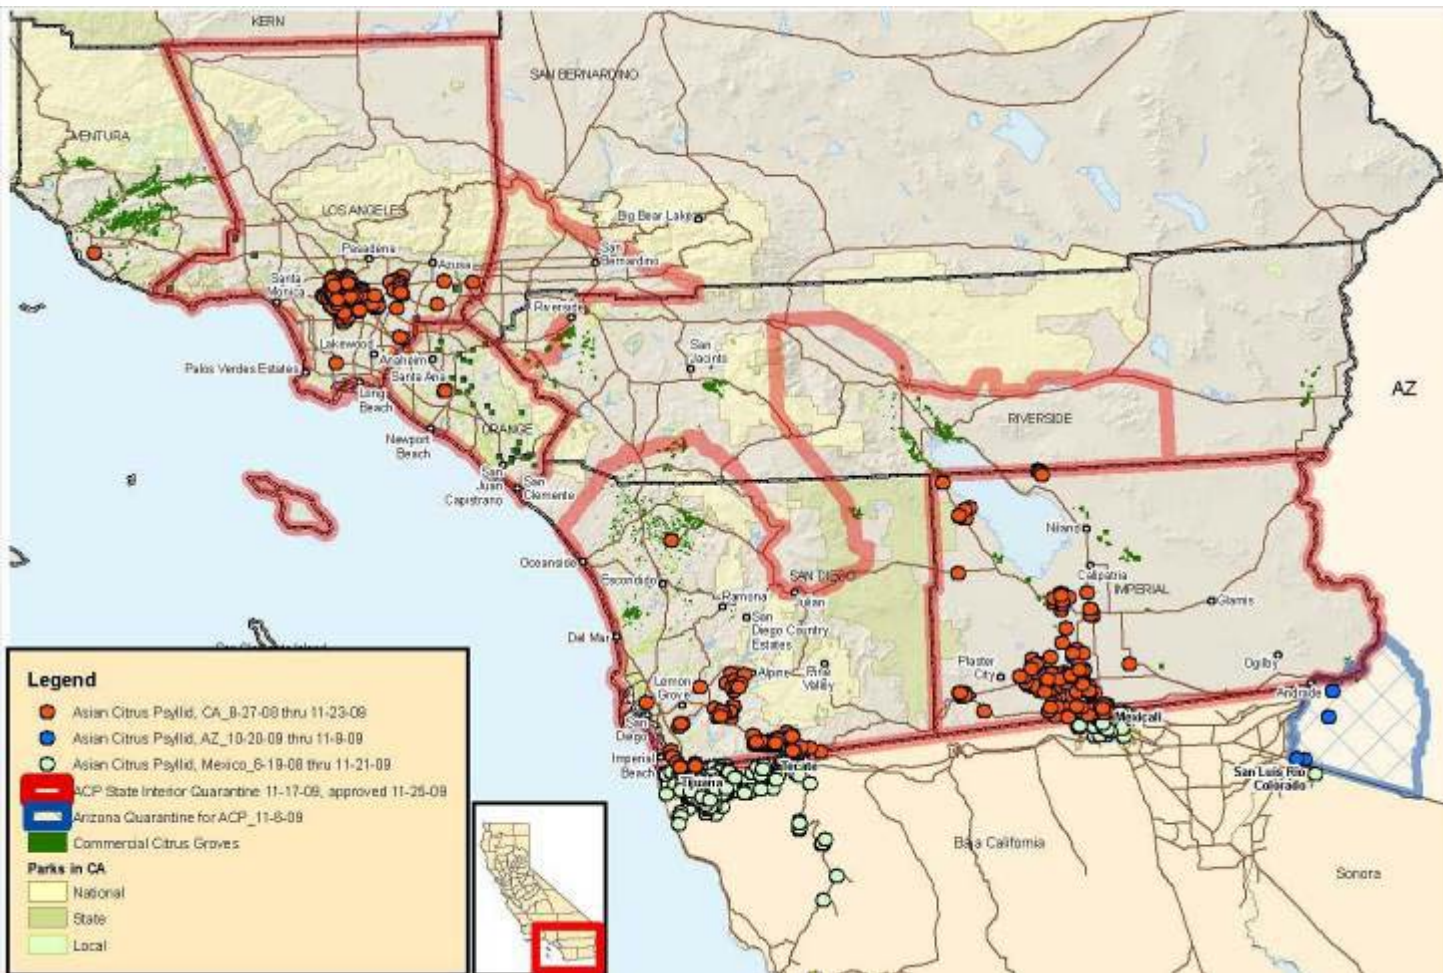 KERN
SAN BERNARDINO
VENTURA
LOS ANGELES
Big Bear Lake
Pasadena
Azusa
San
Bernardino
Santa
Monica
Riverside
Lakewood
Anaheim
San
Jacinto
Palos Verdes Estates
Santa Ana
Long
Beach
AZ
ORANGE
RIVERSIDE
Newport
Beach
San
Juan
Capistrano
San
Clemente
Niland
Oceanside
Escondido
SAN DIEGO
Calipatria
IMPERIAL
Ramona
Julian
Glamis
San
Diego Country
Estates
Del Mar
Plaster
City
Ogilby
Lemon
Grove
Alpine
Pine
Valley
Andrade
San
Diego
Mexicali
Imperial
Beach
Tijuana
Tecate
San Luis Rio
Colorado
Baja California
Sonora
Legend
Asian Citrus Psyllid, CA_8-27-08 thru 11-23-09
Asian Citrus Psyllid, AZ_10-20-09 thru 11-9-09
Asian Citrus Psyllid, Mexico_6-19-08 thru 11-21-09
ACP State Interior Quarantine 11-17-09, approved 11-25-09
Arizona Quarantine for ACP_11-6-09
Commercial Citrus Groves
Parks in CA
National
State
Local